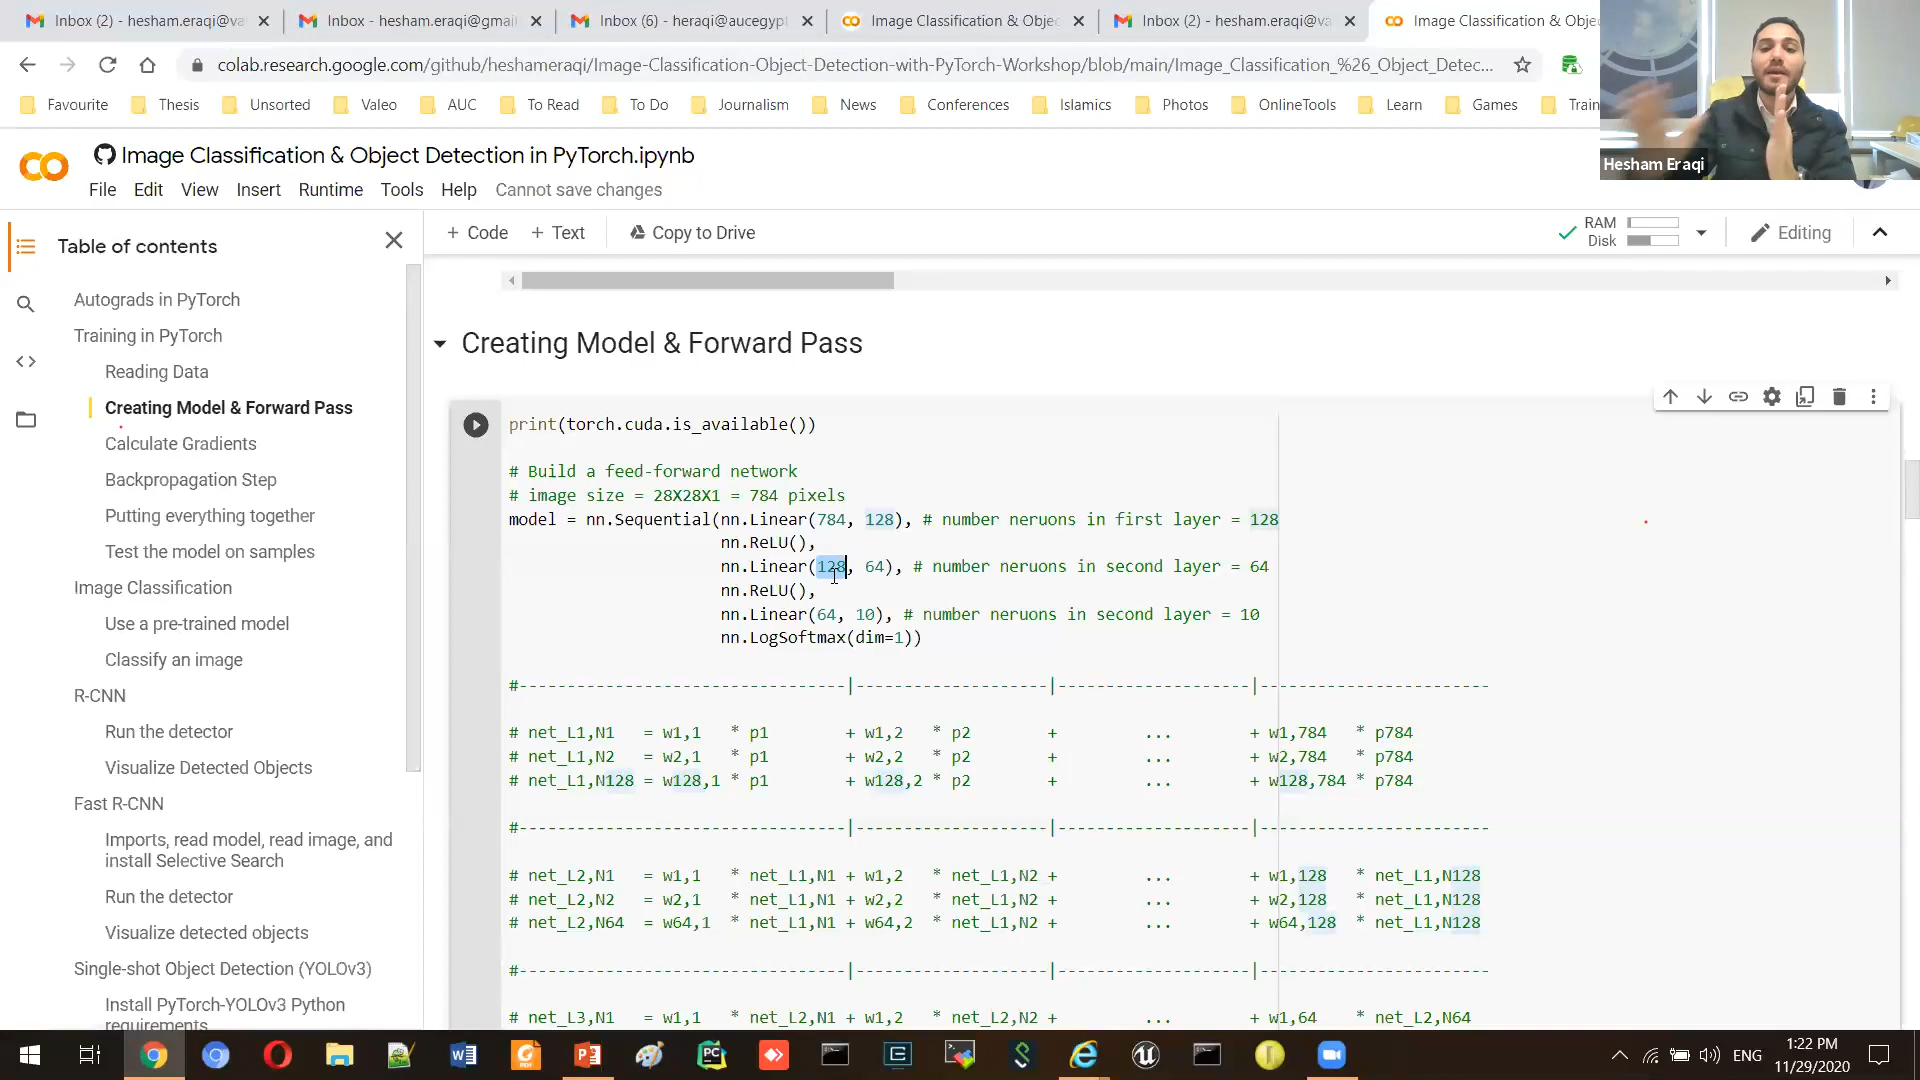 Inbox (2) - hesham.eraqi@va
Inbox - hesham.eraqi@gmai
Inbox (6) - heraqi@aucegypt
Image Classification & Objec
Inbox (2) - hesham.eraqi@va
Image Classification & Obje
colab.research.google.com/github/heshameraqi/Image-Classification-Object-Detection-with-PyTorch-Workshop/blob/main/Image_Classification_%26_Object_Detec...
Favourite Thesis Unsorted Valeo AUC To Read To Do Journalism News Conferences Islamics Photos OnlineTools Learn Games Train
Hesham Eraqi
Image Classification & Object Detection in PyTorch.ipynb
File Edit View Insert Runtime Tools Help Cannot save changes
Table of contents
+ Code + Text Copy to Drive
RAM
Disk
Editing
Autograds in PyTorch
Training in PyTorch
Reading Data
Creating Model & Forward Pass
Calculate Gradients
Backpropagation Step
Putting everything together
Test the model on samples
Image Classification
Use a pre-trained model
Classify an image
R-CNN
Run the detector
Visualize Detected Objects
Fast R-CNN
Imports, read model, read image, and
install Selective Search
Run the detector
Visualize detected objects
Single-shot Object Detection (YOLOv3)
Install PyTorch-YOLOv3 Python
requirements
Creating Model & Forward Pass
print(torch.cuda.is_available())
# Build a feed-forward network
# image size = 28X28X1 = 784 pixels
model = nn.Sequential(nn.Linear(784, 128), # number neruons in first layer = 128
nn.ReLU(),
nn.Linear(128, 64), # number neruons in second layer = 64
nn.ReLU(),
nn.Linear(64, 10), # number neruons in second layer = 10
nn.LogSoftmax(dim=1))
#----------------------------------|--------------------|--------------------|------------------------
# net_L1,N1 = w1,1 * p1 + w1,2 * p2 + ... + w1,784 * p784
# net_L1,N2 = w2,1 * p1 + w2,2 * p2 + ... + w2,784 * p784
# net_L1,N128 = w128,1 * p1 + w128,2 * p2 + ... + w128,784 * p784
#----------------------------------|--------------------|--------------------|------------------------
# net_L2,N1 = w1,1 * net_L1,N1 + w1,2 * net_L1,N2 + ... + w1,128 * net_L1,N128
# net_L2,N2 = w2,1 * net_L1,N1 + w2,2 * net_L1,N2 + ... + w2,128 * net_L1,N128
# net_L2,N64 = w64,1 * net_L1,N1 + w64,2 * net_L1,N2 + ... + w64,128 * net_L1,N128
#----------------------------------|--------------------|--------------------|------------------------
# net_L3,N1 = w1,1 * net_L2,N1 + w1,2 * net_L2,N2 + ... + w1,64 * net_L2,N64
ENG
1:22 PM
11/29/2020